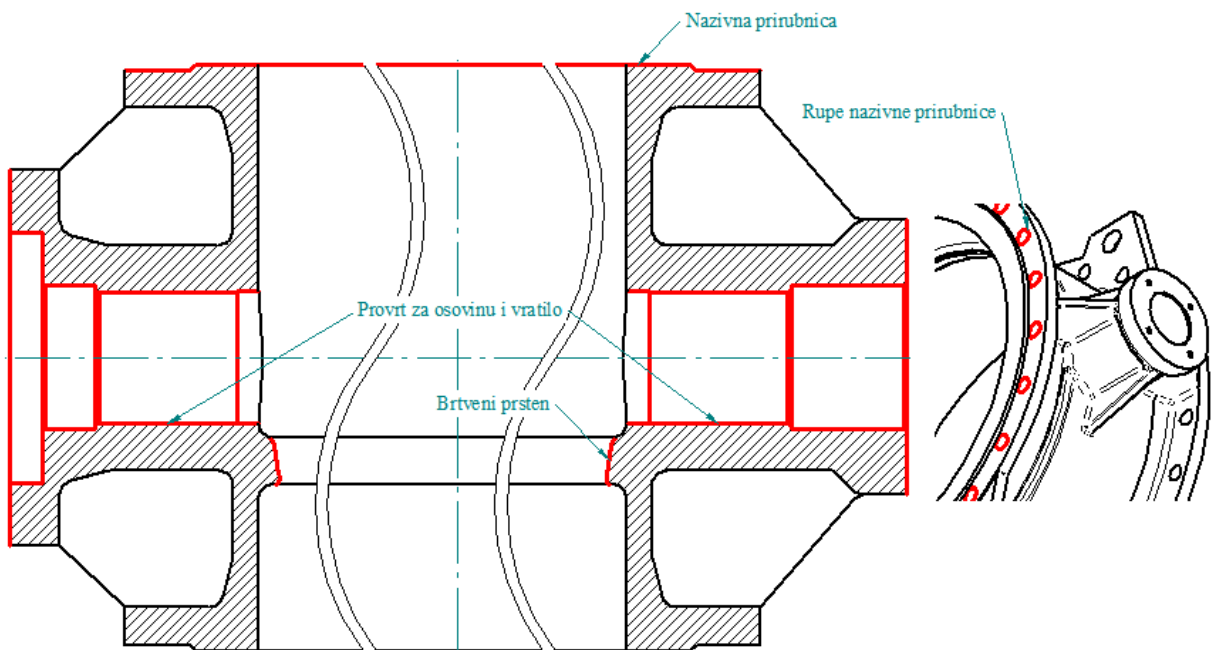 Nazivna prirubnica
Rupe nazivne prirubnice
Provrt za osovinu i vratilo
Brtveni prsten